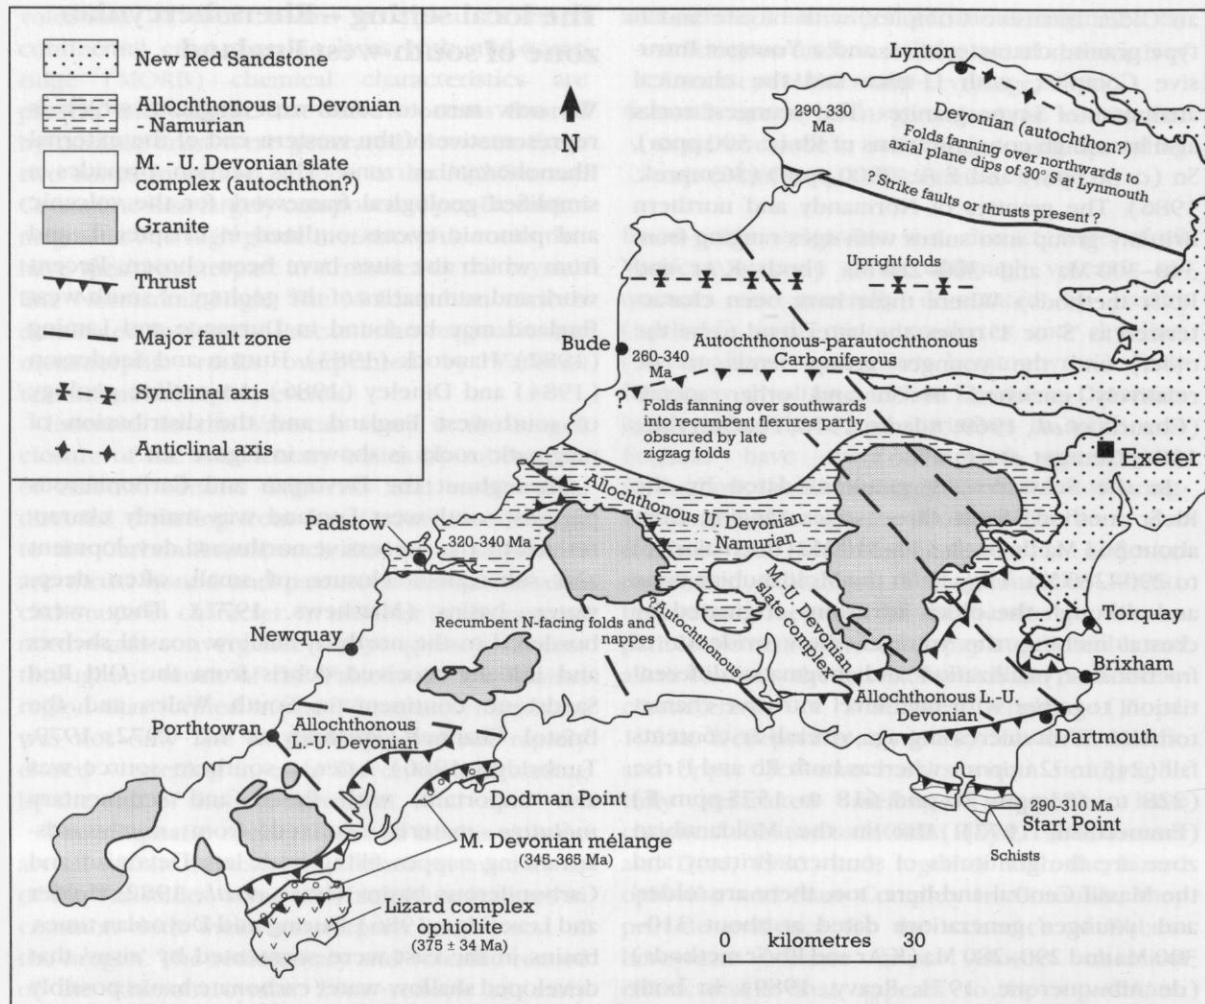 New Red Sandstone
Allochthonous U. Devonian
Namurian
M. - U. Devonian slate
complex (autochthon?)
Granite
Thrust
Major fault zone
Synclinal axis
Anticlinal axis
N
Lynton
290-330
Ma
Devonian (autochthon?)
Folds fanning over northwards to
axial plane dips of 30° S at Lynmouth
? Strike faults or thrusts present ?
Upright folds
Bude
Autochthonous-parautochthonous
Carboniferous
260-340
Ma
?
Folds fanning over southwards
into recumbent flexures partly
obscured by late
zigzag folds
Exeter
Allochthonous U. Devonian
Namurian
Padstow
320-340 Ma
M.-U. Devonian
slate complex
Torquay
Newquay
Recumbent N-facing folds and
nappes
? Autochthonous
Brixham
Allochthonous L.-U.
Devonian
Dartmouth
Porthtowan
Allochthonous
L.-U. Devonian
Dodman Point
290-310 Ma
Start Point
Schists
M. Devonian mélange
(345-365 Ma)
Lizard complex
ophiolite
(375 ± 34 Ma)
0 kilometres 30